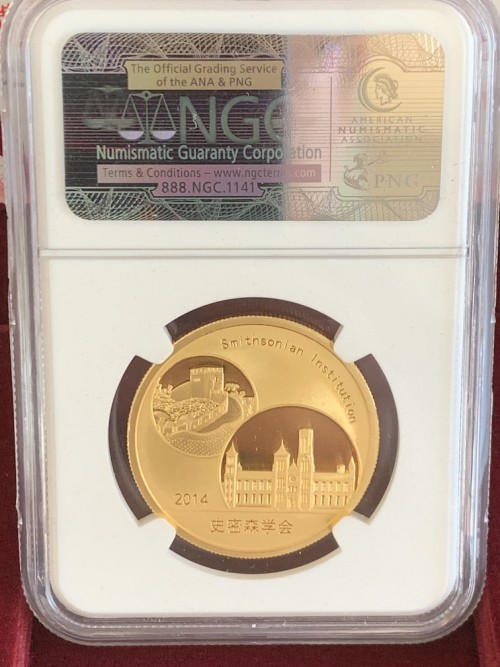 The Official Grading Service
of the ANA & PNG
NGC
Numismatic Guaranty Corporation
Terms & Conditions – www.ngcterms.com
888.NGC.1141
AMERICAN
NUMISMATIC
ASSOCIATION
PNG
Smithsonian Institution
2014
史密森学会